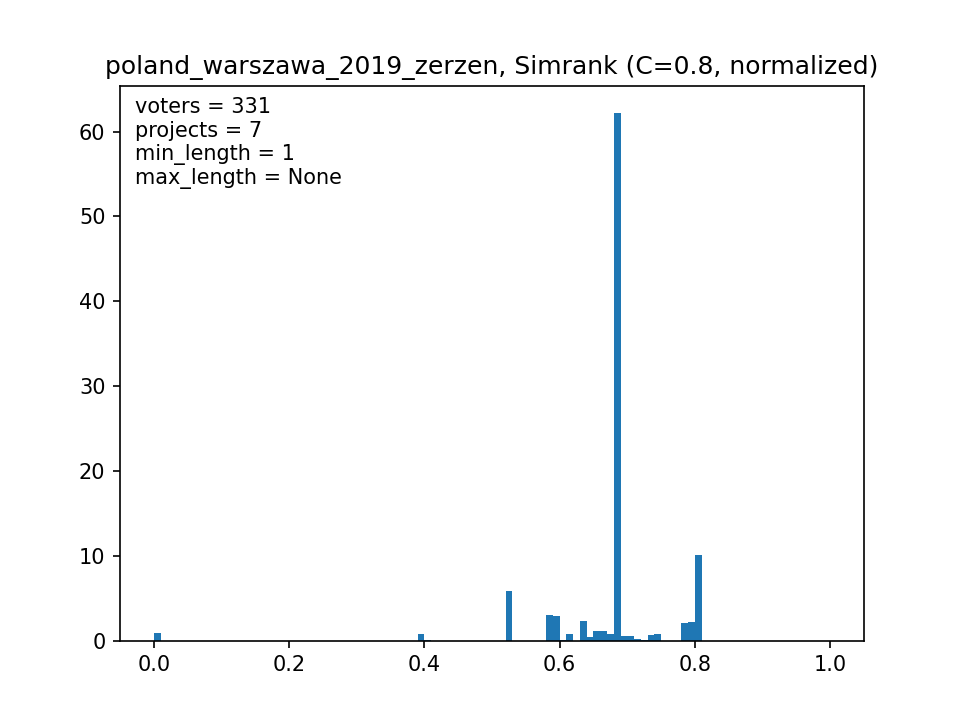 poland_warszawa_2019_zerzen, Simrank (C=0.8, normalized)
voters = 331
projects = 7
min_length = 1
max_length = None
60
50
40
30
20
10
0
0.0 0.2 0.4 0.6 0.8 1.0